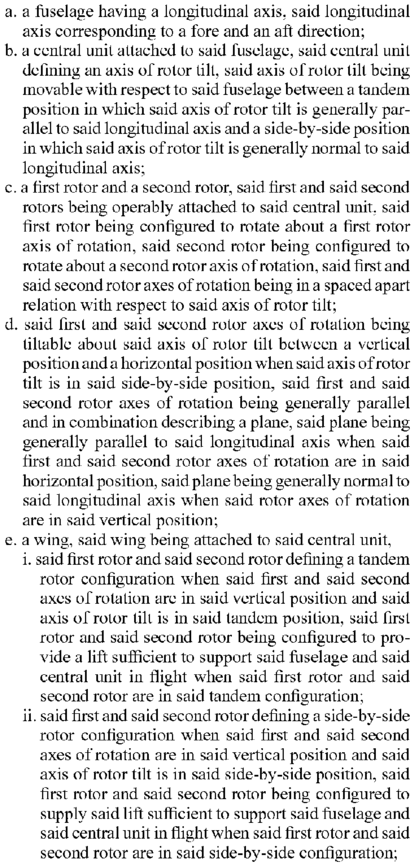 a. a fuselage having a longitudinal axis, said longitudinal
axis corresponding to a fore and an aft direction;
b. a central unit attached to said fuselage, said central unit
defining an axis of rotor tilt, said axis of rotor tilt being
movable with respect to said fuselage between a tandem
position in which said axis of rotor tilt is generally par-
allel to said longitudinal axis and a side-by-side position
in which said axis of rotor tilt is generally normal to said
longitudinal axis;
c. a first rotor and a second rotor, said first and said second
rotors being operably attached to said central unit, said
first rotor being configured to rotate about a first rotor
axis of rotation, said second rotor being configured to
rotate about a second rotor axis of rotation, said first and
said second rotor axes of rotation being in a spaced apart
relation with respect to said axis of rotor tilt;
d. said first and said second rotor axes of rotation being
tiltable about said axis of rotor tilt between a vertical
position and a horizontal position when said axis of rotor
tilt is in said side-by-side position, said first and said
second rotor axes of rotation being generally parallel
and in combination describing a plane, said plane being
generally parallel to said longitudinal axis when said
first and said second rotor axes of rotation are in said
horizontal position, said plane being generally normal to
said longitudinal axis when said rotor axes of rotation
are in said vertical position;
e. a wing, said wing being attached to said central unit,
i. said first rotor and said second rotor defining a tandem
rotor configuration when said first and said second
axes of rotation are in said vertical position and said
axis of rotor tilt is in said tandem position, said first
rotor and said second rotor being configured to pro-
vide a lift sufficient to support said fuselage and said
central unit in flight when said first rotor and said
second rotor are in said tandem configuration;
ii. said first and said second rotor defining a side-by-side
rotor configuration when said first and said second
axes of rotation are in said vertical position and said
axis of rotor tilt is in said side-by-side position, said
first rotor and said second rotor being configured to
supply said lift sufficient to support said fuselage and
said central unit in flight when said first rotor and said
second rotor are in said side-by-side configuration;